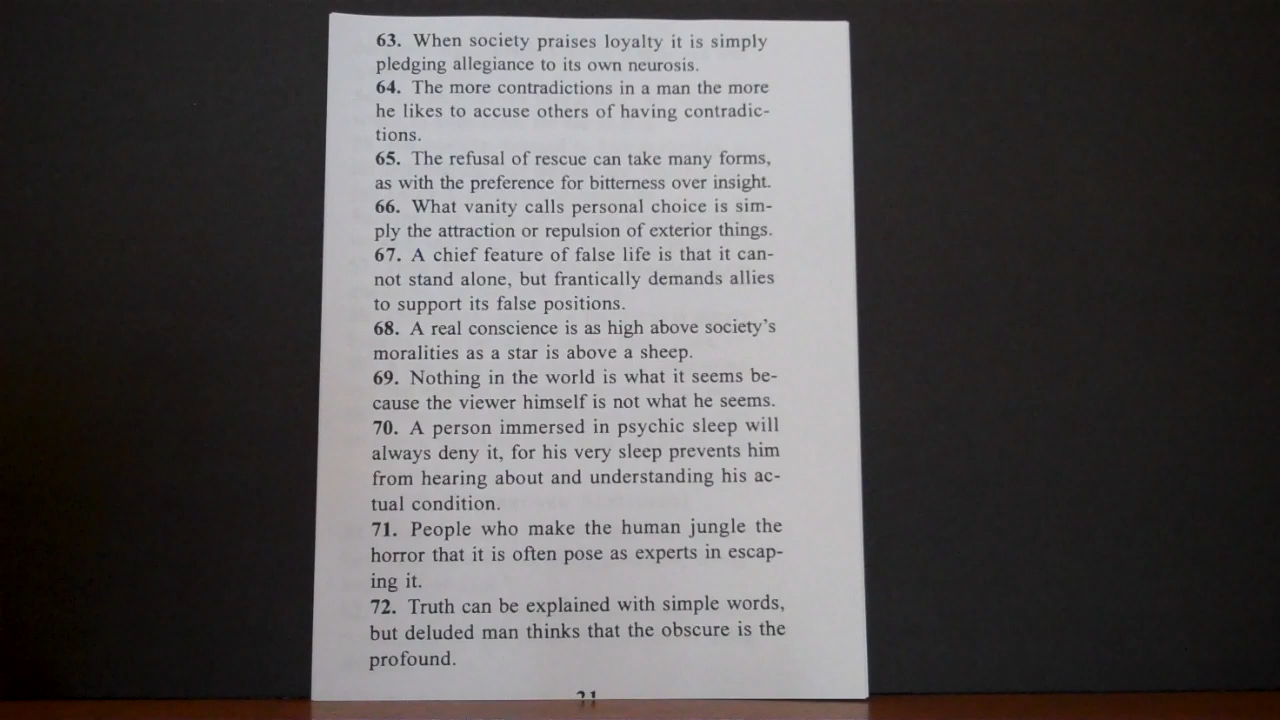 63. When society praises loyalty it is simply
pledging allegiance to its own neurosis.
64. The more contradictions in a man the more
he likes to accuse others of having contradic-
tions.
65. The refusal of rescue can take many forms,
as with the preference for bitterness over insight.
66. What vanity calls personal choice is sim-
ply the attraction or repulsion of exterior things.
67. A chief feature of false life is that it can-
not stand alone, but frantically demands allies
to support its false positions.
68. A real conscience is as high above society's
moralities as a star is above a sheep.
69. Nothing in the world is what it seems be-
cause the viewer himself is not what he seems.
70. A person immersed in psychic sleep will
always deny it, for his very sleep prevents him
from hearing about and understanding his ac-
tual condition.
71. People who make the human jungle the
horror that it is often pose as experts in escap-
ing it.
72. Truth can be explained with simple words,
but deluded man thinks that the obscure is the
profound.